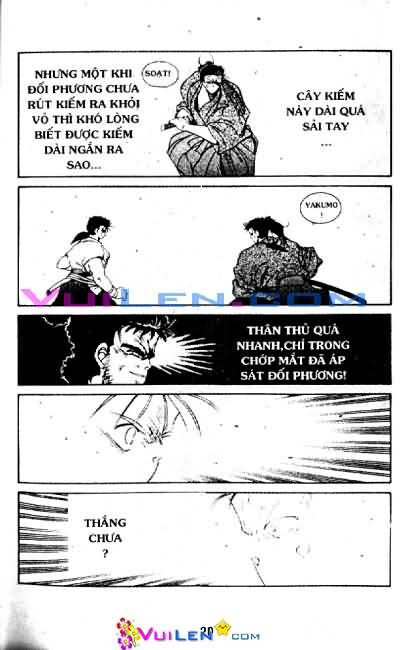 NHƯNG MỘT KHI
ĐỐI PHƯƠNG CHƯA
RÚT KIẾM RA KHỎI
VỎ THÌ KHÓ LÒNG
BIẾT ĐƯỢC KIẾM
DÀI NGẮN RA
SAO...
SOẠT!
CÂY KIẾM
NÀY DÀI QUÁ
SẢI TAY
...
YAKUMO
!
VUILEN.COM
THÂN THỦ QUÁ
NHANH,CHỈ TRONG
CHỚP MẮT ĐÃ ÁP
SÁT ĐỐI PHƯƠNG!
THẮNG
CHƯA
?
VUILEN.COM